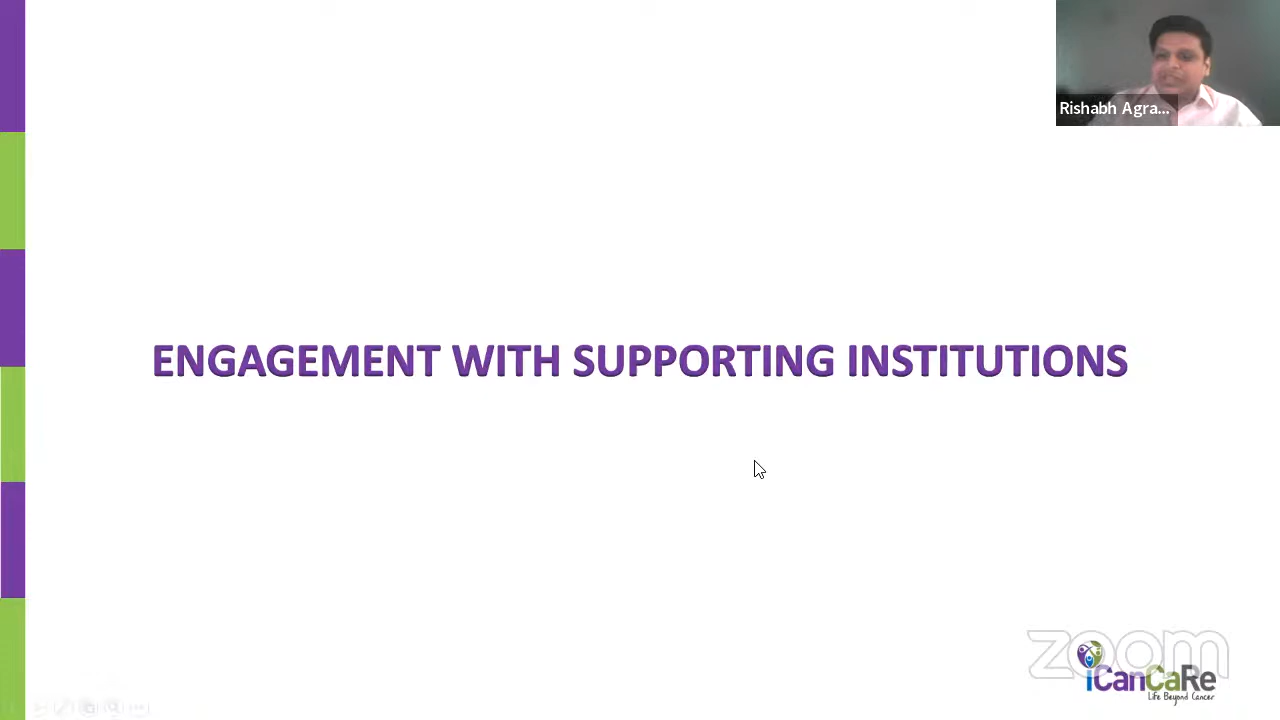 Rishabh Agra...
ENGAGEMENT WITH SUPPORTING INSTITUTIONS
zoom
iCanCaRe
Life Beyond Cancer